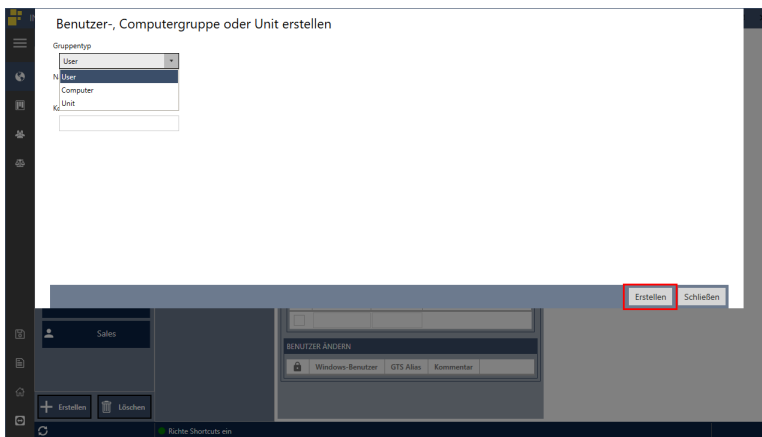 Benutzer-, Computergruppe oder Unit erstellen
Gruppentyp
User
User
Computer
Unit
Erstellen
Schließen
Sales
BENUTZER ÄNDERN
Windows-Benutzer GTS Alias Kommentar
Erstellen
Löschen
Richte Shortcuts ein